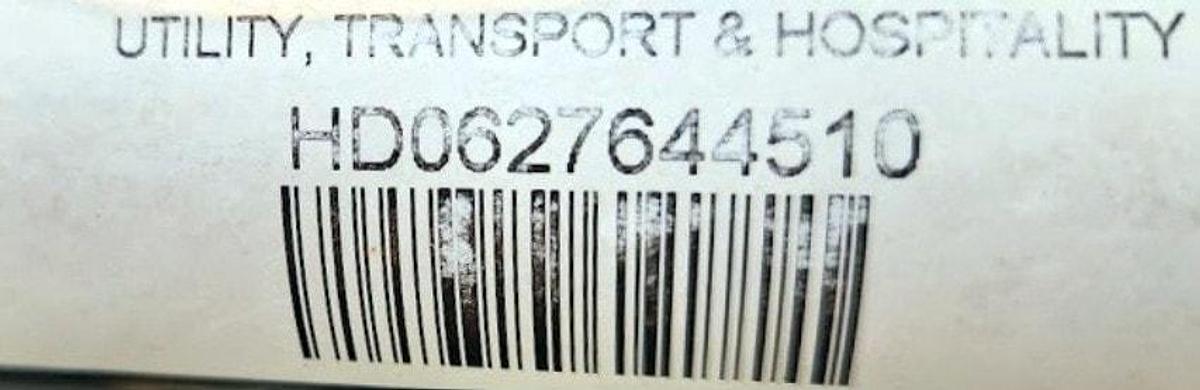 UTILITY, TRANSPORT & HOSPITALITY
HD0627644510